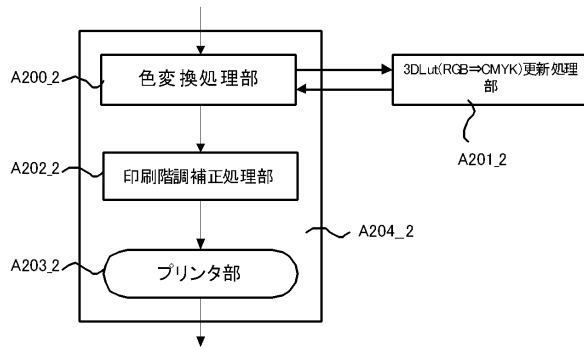 A200_2
色変換処理部
3DLut(RGB⇒CMYK)更新処理
部
A201_2
A202_2
印刷階調補正処理部
A204_2
A203_2
プリンタ部